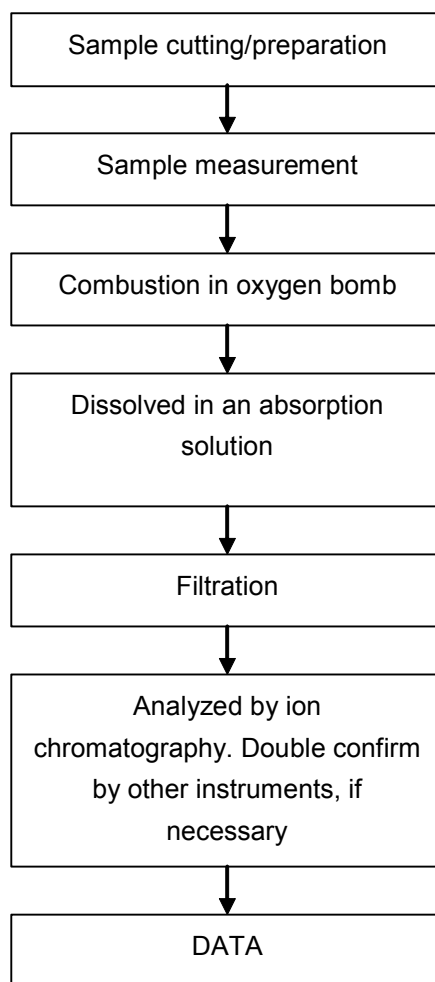 Sample cutting/preparation
Sample measurement
Combustion in oxygen bomb
Dissolved in an absorption
solution
Filtration
Analyzed by ion
chromatography. Double confirm
by other instruments, if
necessary
DATA